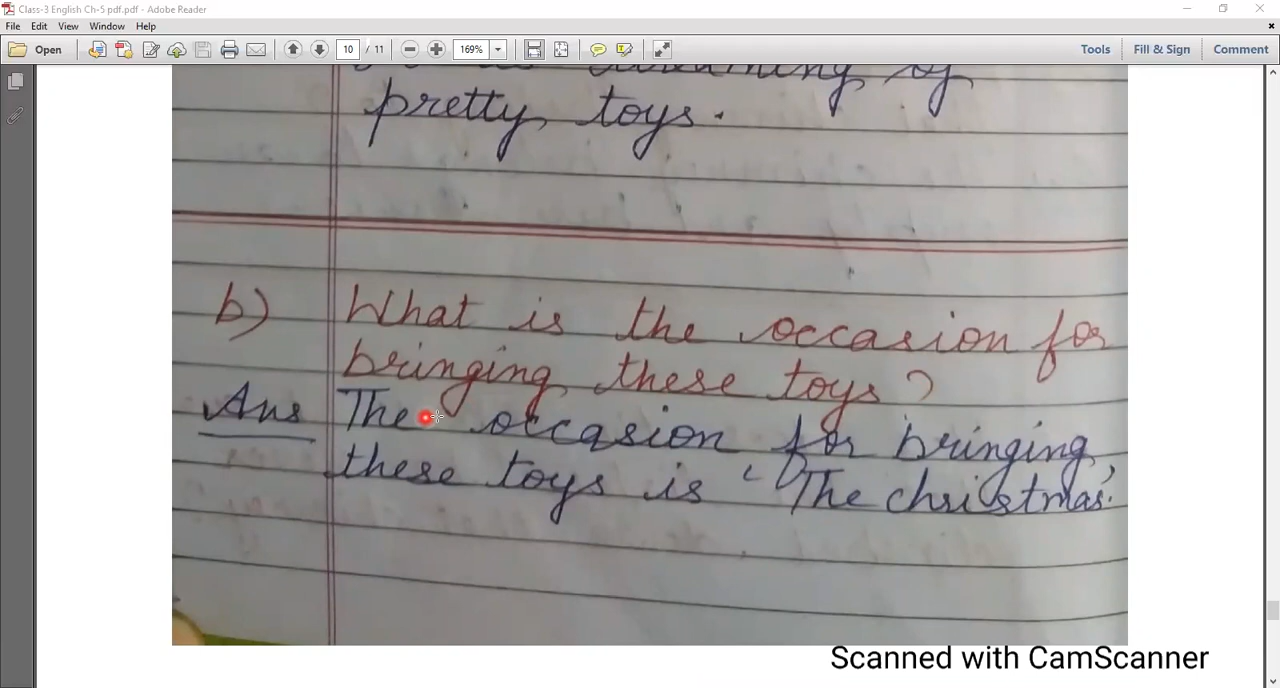 Class-3 English Ch-5 pdf.pdf - Adobe Reader
File Edit View Window Help
Open 10 / 11 169% Tools Fill & Sign Comment
of
pretty toys.
b) What is the occasion for
bringing these toys?
Ans The occasion for bringing
these toys is 'The christmas'.
Scanned with CamScanner